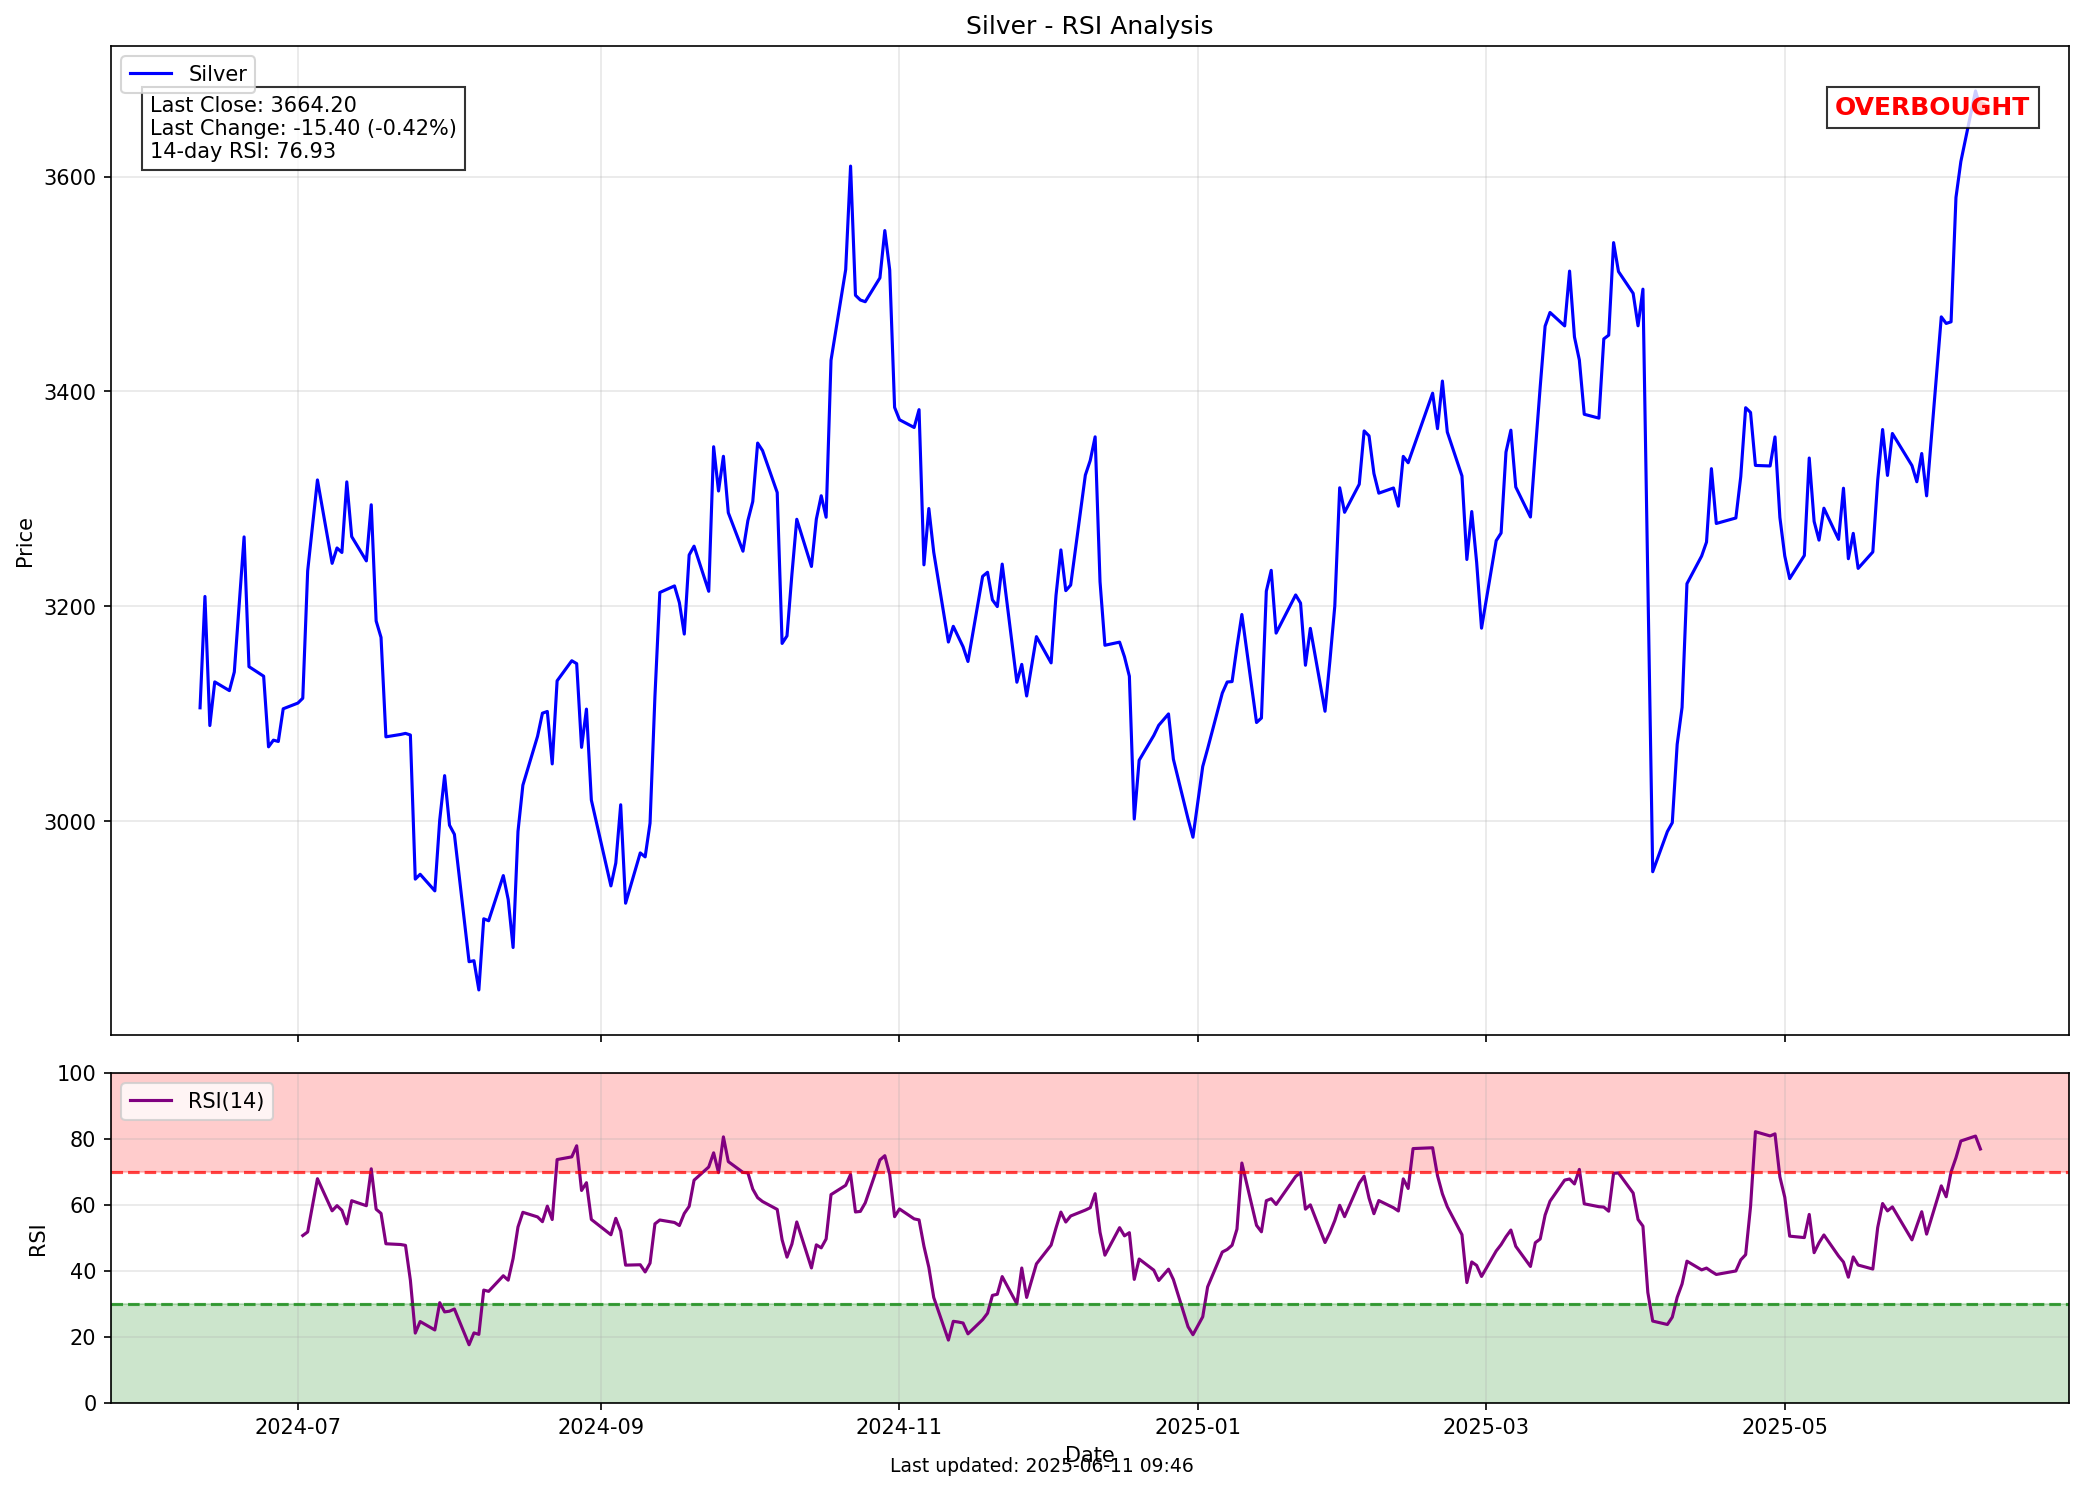 Silver - RSI Analysis
Silver
Last Close: 3664.20
Last Change: -15.40 (-0.42%)
14-day RSI: 76.93
OVERBOUGHT
Price
3600
3400
3200
3000
RSI(14)
RSI
100
80
60
40
20
0
2024-07
2024-09
2024-11
2025-01
2025-03
2025-05
Date
Last updated: 2025-06-11 09:46